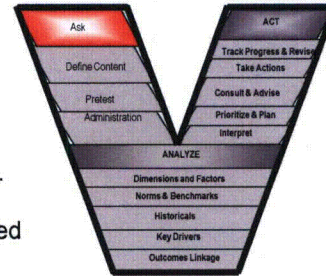 Ask
Define Content
Pretest
Administration
ACT
Track Progress & Revise
Take Actions
Consult & Advise
Prioritize & Plan
Interpret
ANALYZE
Dimensions and Factors
Norms & Benchmarks
Historicals
Key Drivers
Outcomes Linkage
ed